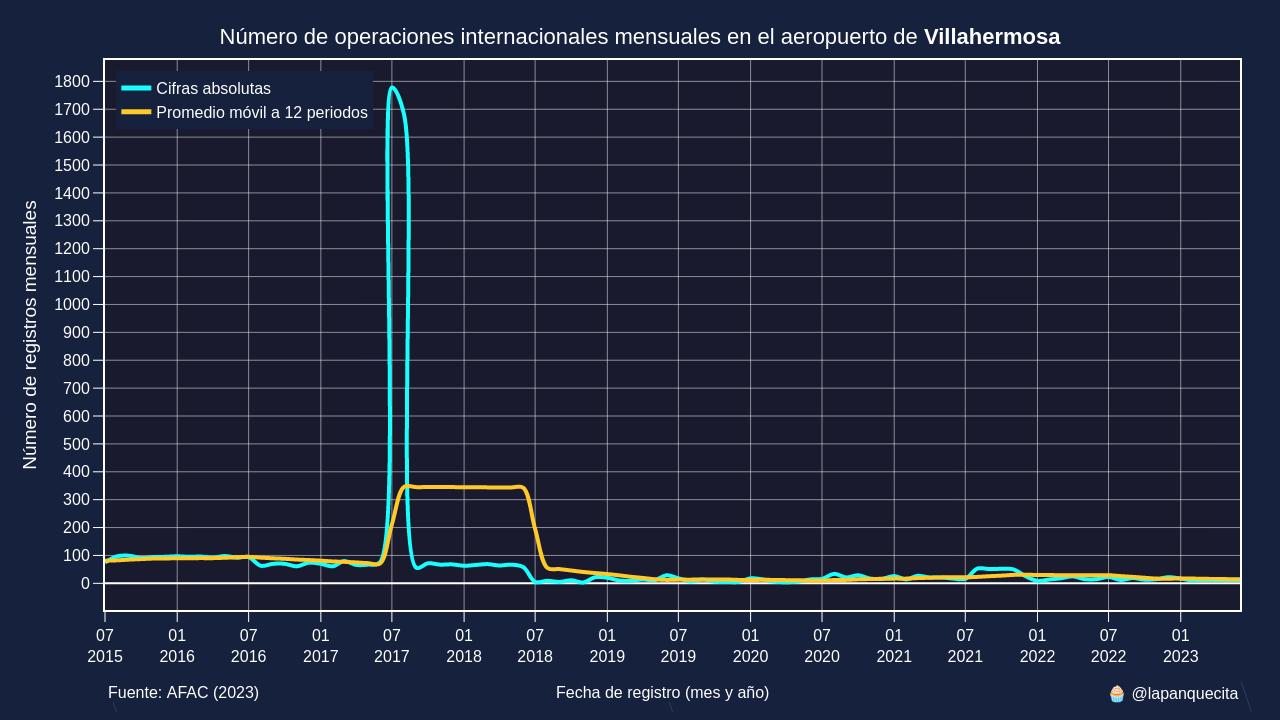 Número de operaciones internacionales mensuales en el aeropuerto de Villahermosa
Cifras absolutas
Promedio móvil a 12 periodos
Número de registros mensuales
1800
1700
1600
1500
1400
1300
1200
1100
1000
900
800
700
600
500
400
300
200
100
0
07 01 07 01 07 01 07 01 07 01 07 01 07 01 07 01
2015 2016 2016 2017 2017 2018 2018 2019 2019 2020 2020 2021 2021 2022 2022 2023
Fuente: AFAC (2023)
Fecha de registro (mes y año)
🧁 @lapanquecita